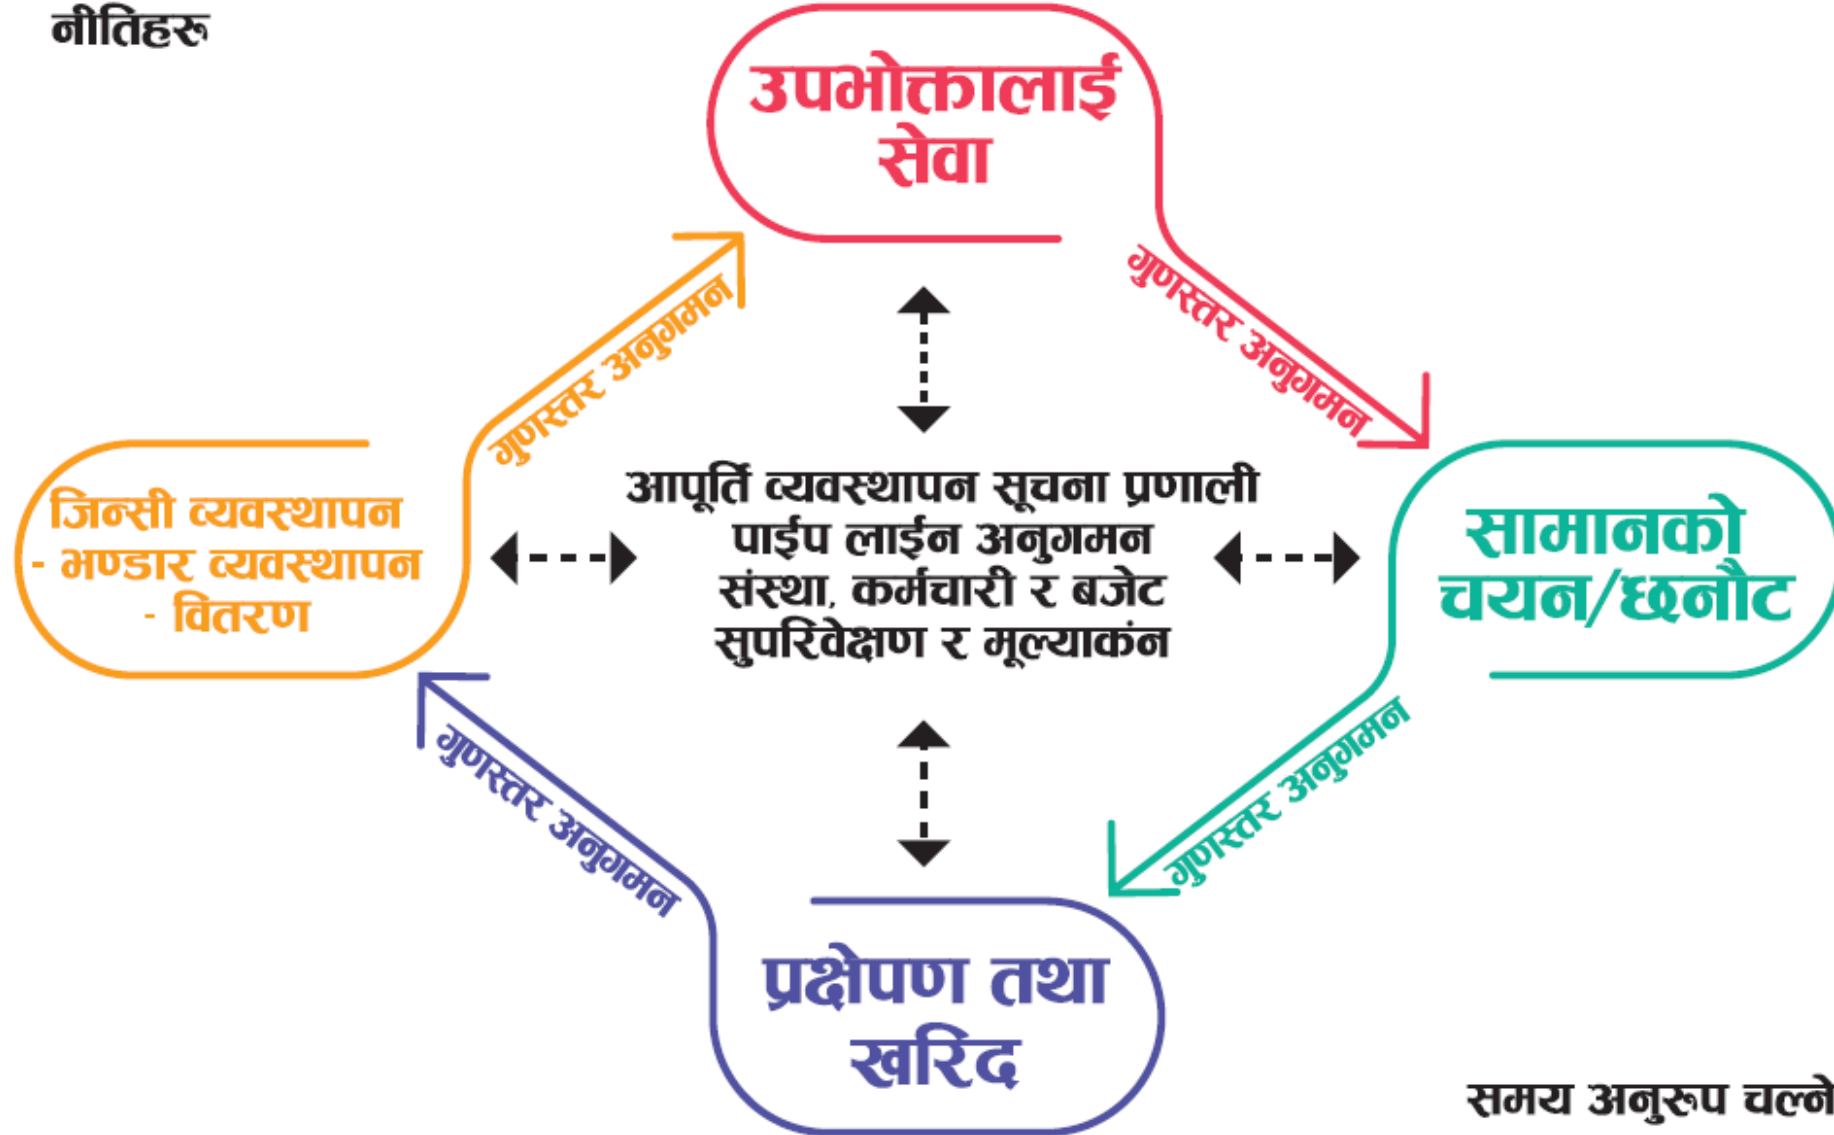 नीतिहरू
उपभोक्तालाई
सेवा
गुणस्तर अनुगमन
गुणस्तर अनुगमन
जिन्सी व्यवस्थापन
- भण्डार व्यवस्थापन
- वितरण
आपूर्ति व्यवस्थापन सूचना प्रणाली
पाईप लाईन अनुगमन
संस्था, कर्मचारी र बजेट
सुपरिवेक्षण र मूल्याकंन
सामानको
चयन/छनौट
गुणस्तर अनुगमन
गुणस्तर अनुगमन
प्रक्षेपण तथा
खरिद
समय अनुरुप चल्ने